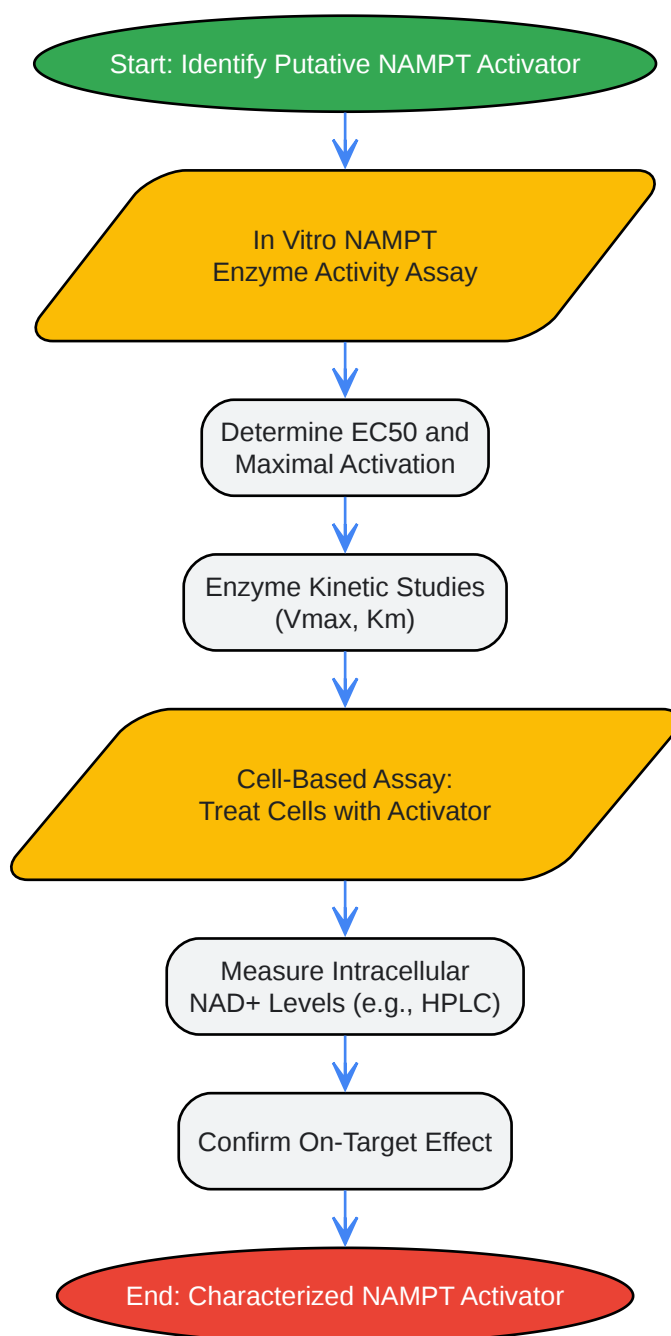 Start: Identify Putative NAMPT Activator
In Vitro NAMPT
Enzyme Activity Assay
Determine EC50 and
Maximal Activation
Enzyme Kinetic Studies
(Vmax, Km)
Cell-Based Assay:
Treat Cells with Activator
Measure Intracellular
NAD+ Levels (e.g., HPLC)
Confirm On-Target Effect
End: Characterized NAMPT Activator